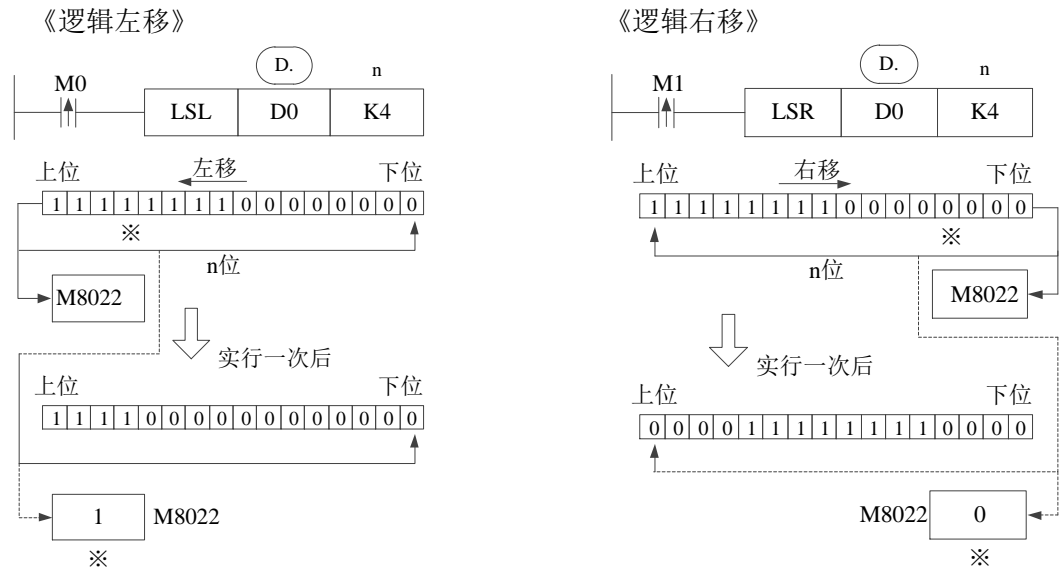 《逻辑左移》
D.
n
M0
LSL D0 K4
上位 左移 下位
1 1 1 1 1 1 1 1 0 0 0 0 0 0 0 0
※
n位
M8022
实行一次后
上位 下位
1 1 1 1 0 0 0 0 0 0 0 0 0 0 0 0
1 M8022
※
《逻辑右移》
D.
n
M1
LSR D0 K4
上位 右移 下位
1 1 1 1 1 1 1 1 0 0 0 0 0 0 0 0
※
n位
M8022
实行一次后
上位 下位
0 0 0 0 1 1 1 1 1 1 1 1 0 0 0 0
M8022 0
※